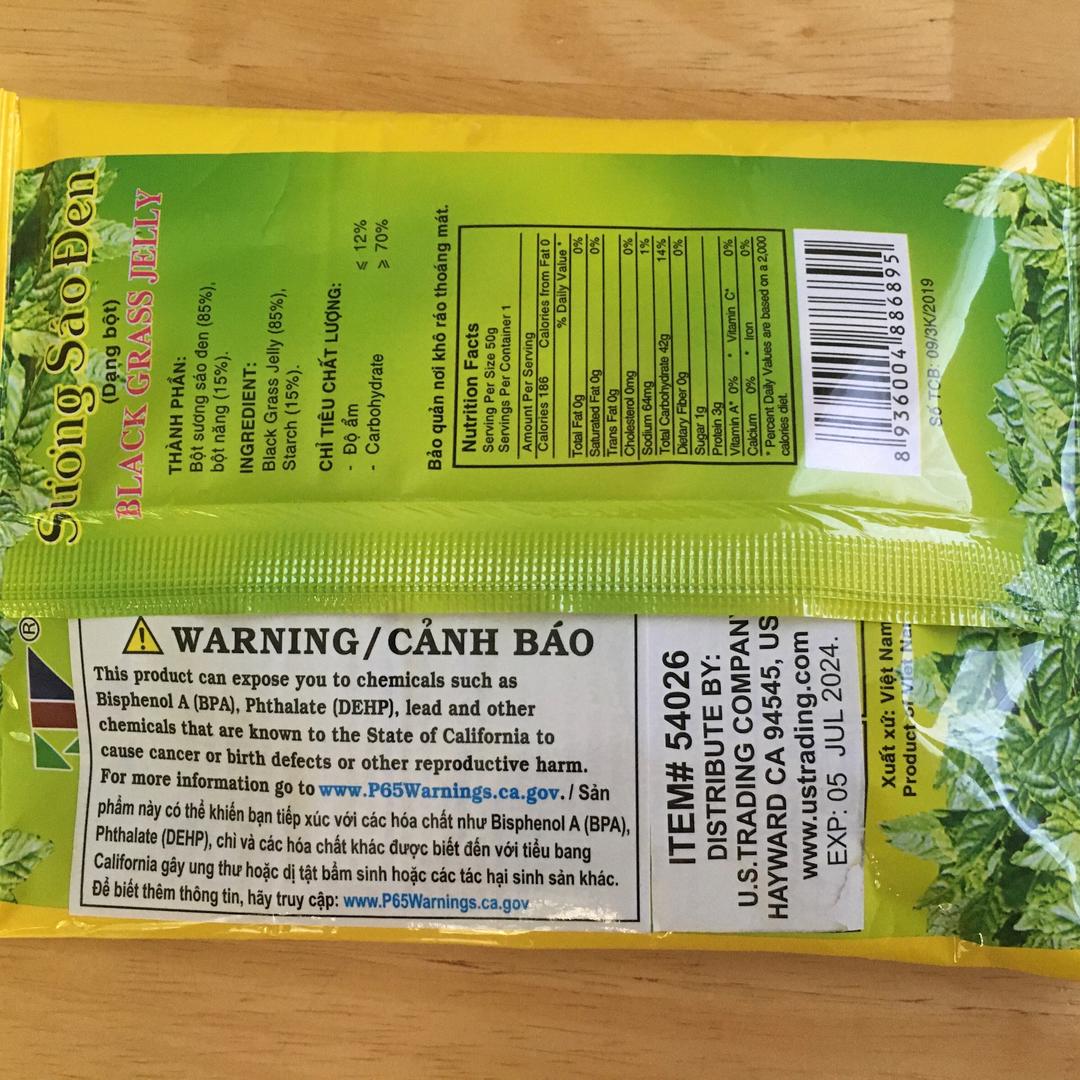 Sương Sáo Đen
(Dạng bột)
BLACK GRASS JELLY
THÀNH PHẦN:
Bột sương sáo đen (85%),
bột năng (15%).
INGREDIENT:
Black Grass Jelly (85%),
Starch (15%).
CHỈ TIÊU CHẤT LƯỢNG:
- Độ ẩm ≤ 12%
- Carbohydrate ≥ 70%
Bảo quản nơi khô ráo thoáng mát.
Nutrition Facts
Serving Per Size 50g
Servings Per Container 1
Amount Per Serving
Calories 186 Calories from Fat 0
% Daily Value *
Total Fat 0g 0%
Saturated Fat 0g 0%
Trans Fat 0g
Cholesterol 0mg 0%
Sodium 64mg 1%
Total Carbohydrate 42g 14%
Dietary Fiber 0g 0%
Sugar 1g
Protein 3g
Vitamin A* 0% * Vitamin C* 0%
Calcium 0% * Iron 0%
* Percent Daily Values are based on a 2,000
calories diet.
8 936004 886895
Số TCB: 09/3K/2019
®
WARNING/CẢNH BÁO
This product can expose you to chemicals such as
Bisphenol A (BPA), Phthalate (DEHP), lead and other
chemicals that are known to the State of California to
cause cancer or birth defects or other reproductive harm.
For more information go to www.P65Warnings.ca.gov. / Sản
phẩm này có thể khiến bạn tiếp xúc với các hóa chất như Bisphenol A (BPA),
Phthalate (DEHP), chì và các hóa chất khác được biết đến với tiểu bang
California gây ung thư hoặc dị tật bẩm sinh hoặc các tác hại sinh sản khác.
Để biết thêm thông tin, hãy truy cập: www.P65Warnings.ca.gov
ITEM# 54026
DISTRIBUTE BY:
U.S.TRADING COMPAN
HAYWARD CA 94545, US
www.ustrading.com
EXP: 05 JUL 2024.
Xuất xứ: Việt Nam
Product of Viet Nam